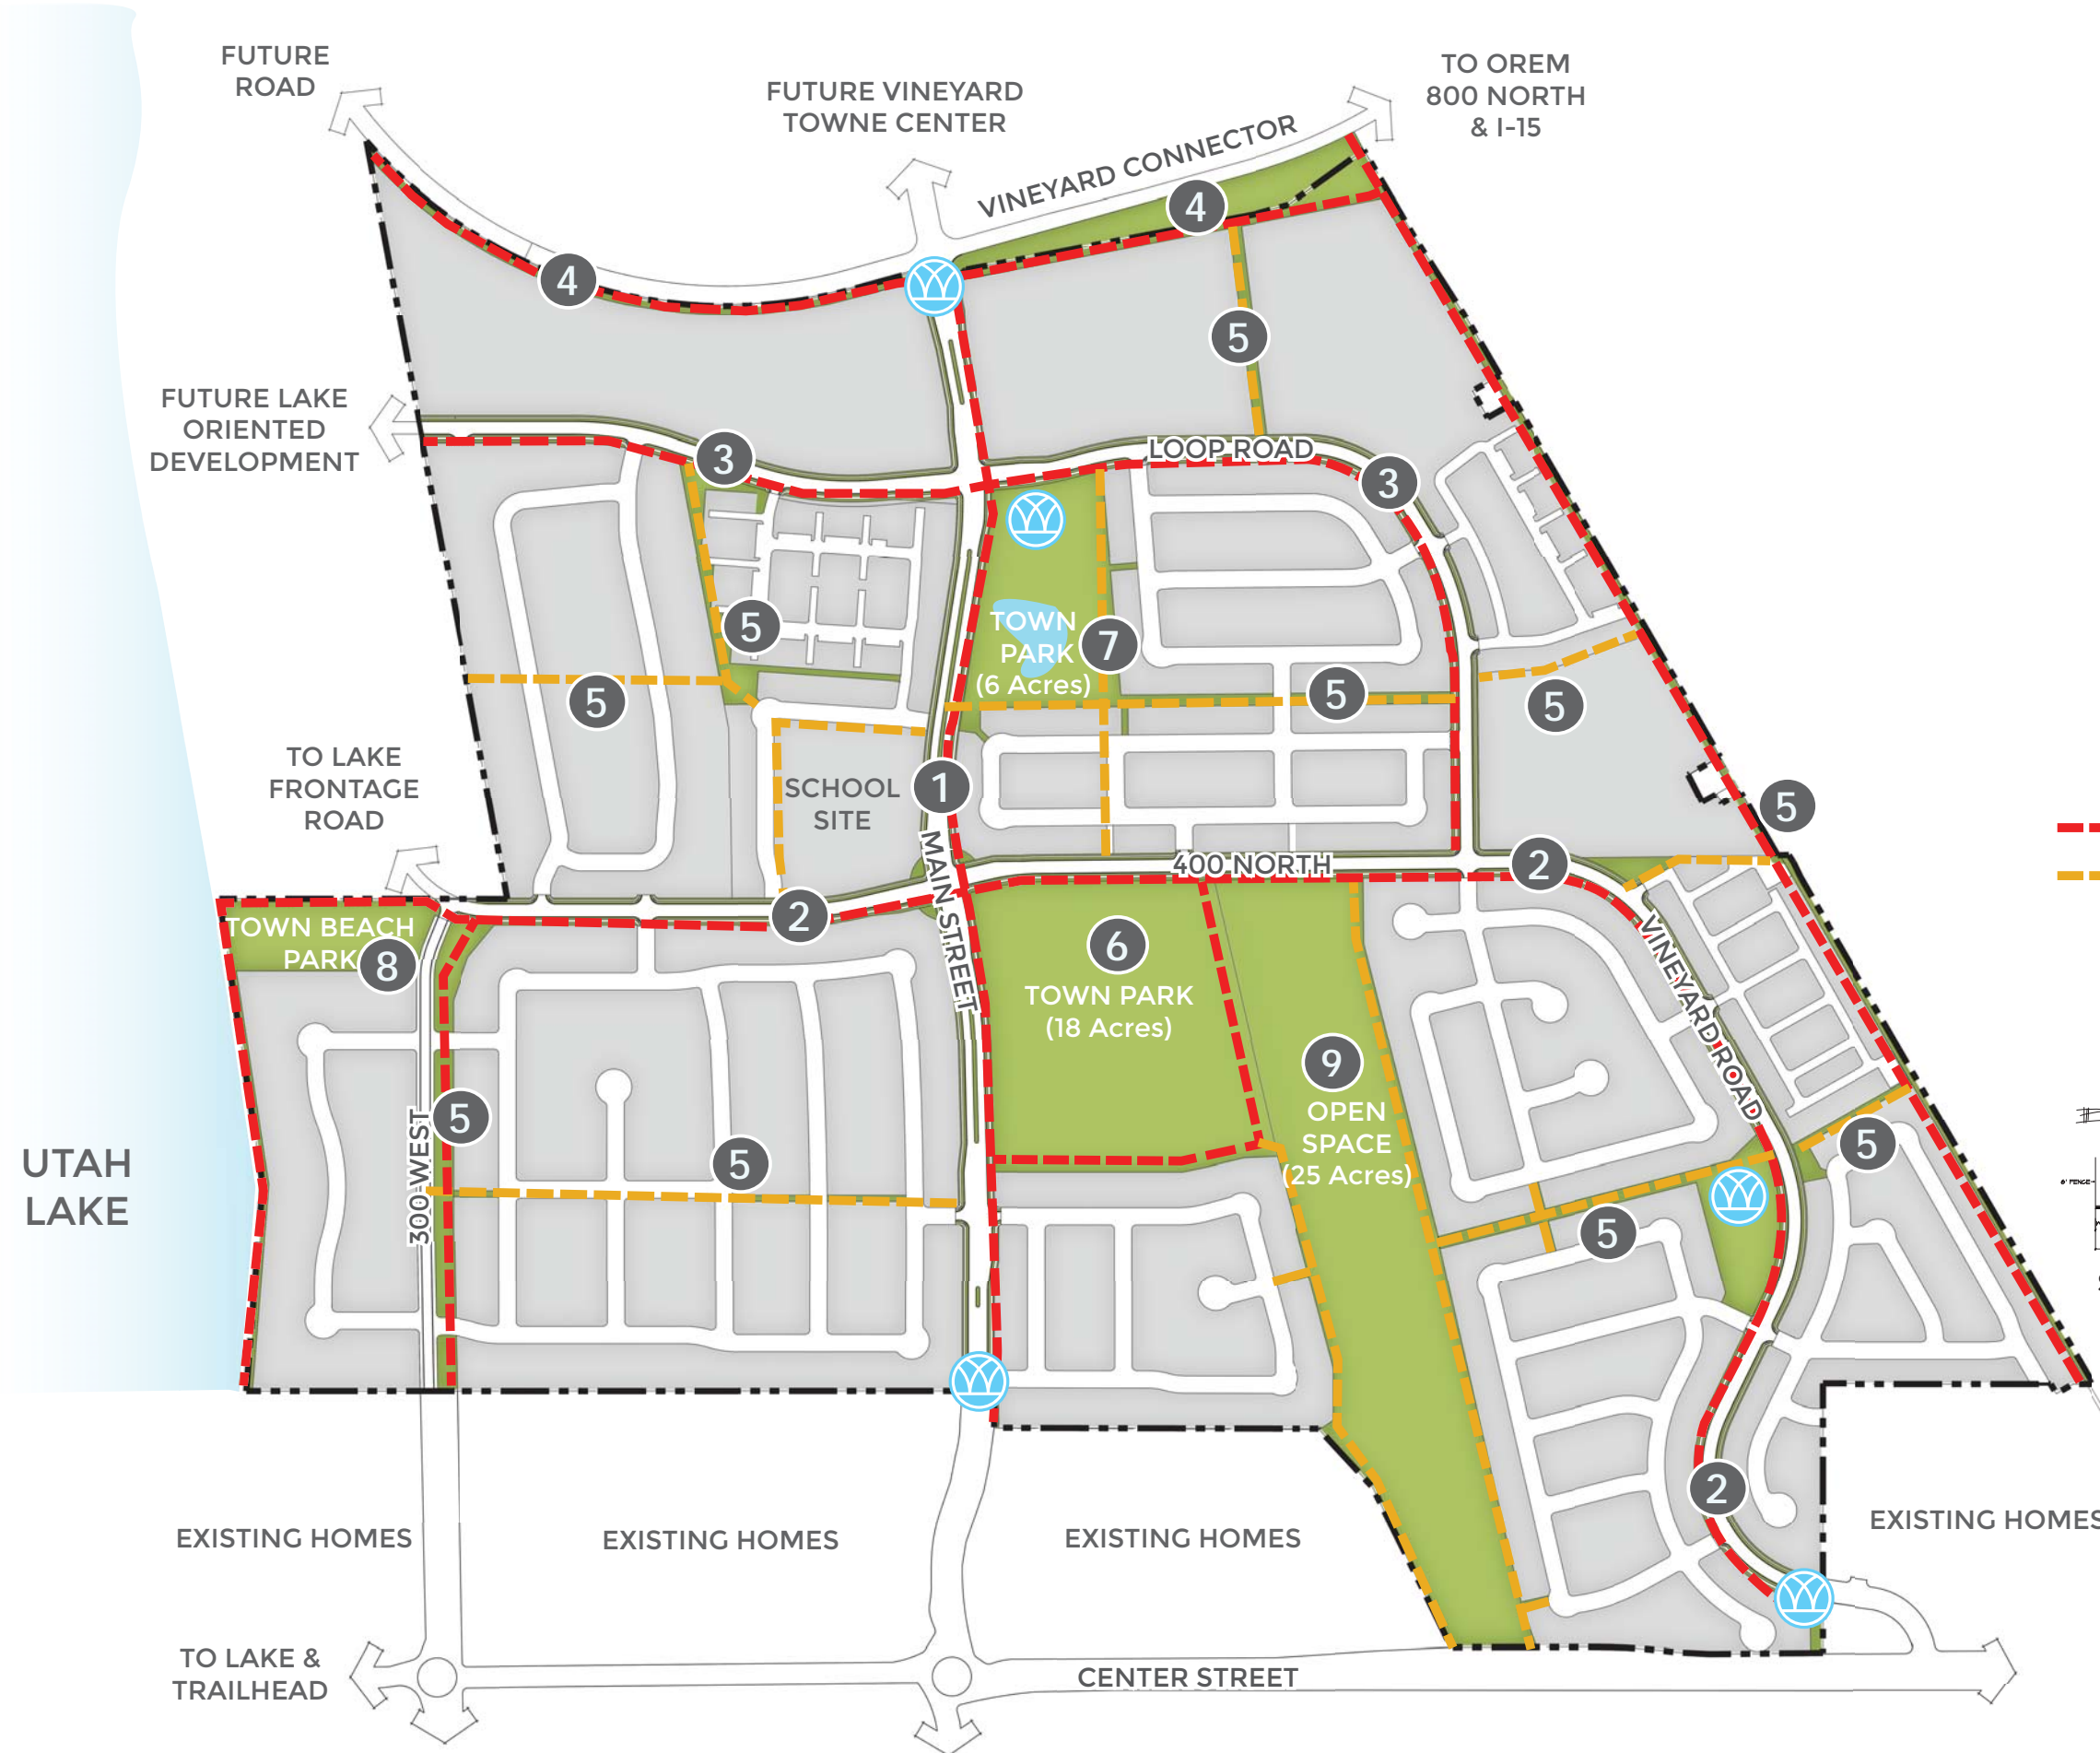 FUTURE
ROAD
FUTURE VINEYARD
TOWNE CENTER
TO OREM
800 NORTH
& I-15
VINEYARD CONNECTOR
4
4
5
FUTURE LAKE
ORIENTED
DEVELOPMENT
3
LOOP ROAD
3
5
TOWN
PARK
(6 Acres)
7
5
5
5
TO LAKE
FRONTAGE
ROAD
SCHOOL
SITE
1
5
MAIN STREET
400 NORTH
2
2
TOWN BEACH
PARK
8
6
TOWN PARK
(18 Acres)
VINEYARD ROAD
9
OPEN
SPACE
(25 Acres)
300 WEST
5
5
5
5
UTAH
LAKE
6' FENCE
2
EXISTING HOMES
EXISTING HOMES
EXISTING HOMES
EXISTING HOMES
TO LAKE &
TRAILHEAD
CENTER STREET